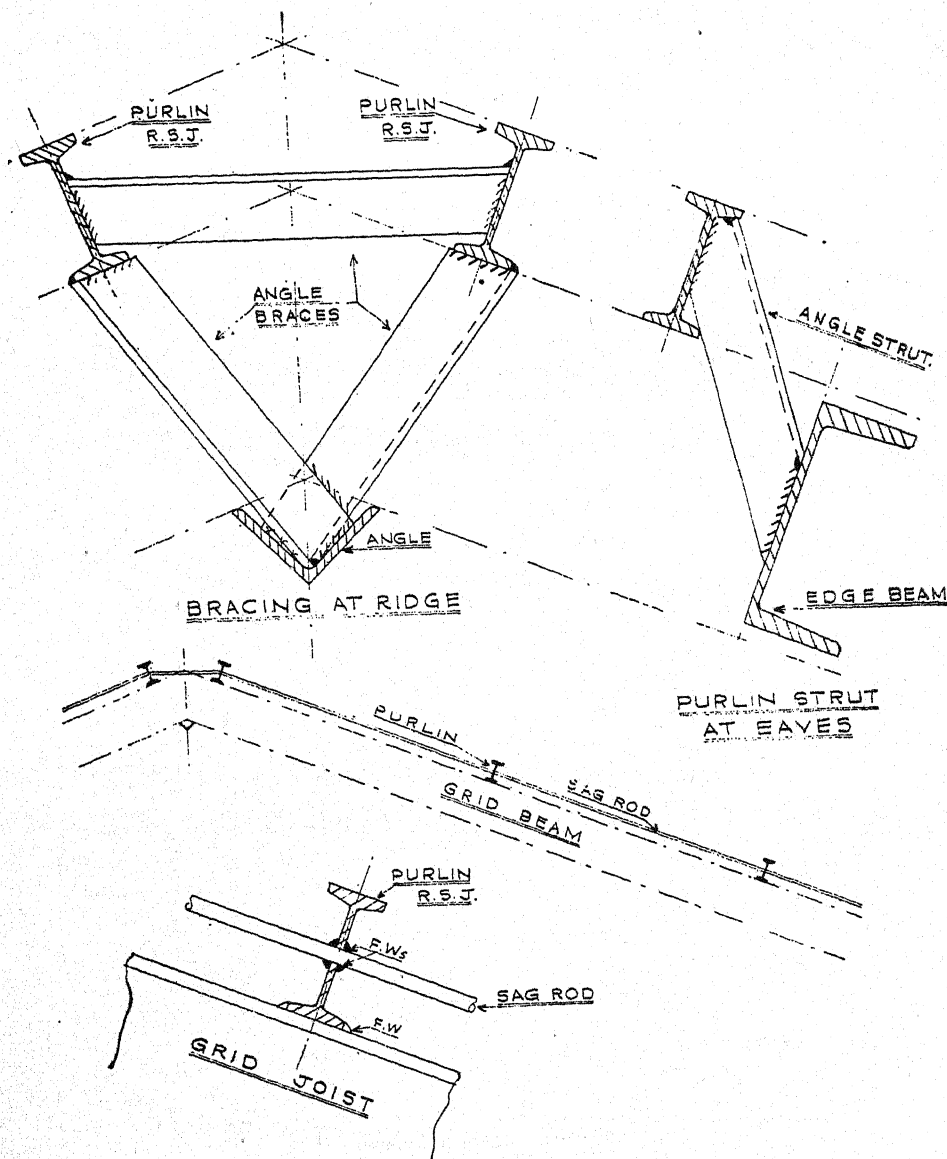 PURLIN
R.S.J.
PURLIN
R.S.J.
ANGLE
BRACES
ANGLE STRUT.
ANGLE
BRACING AT RIDGE
EDGE BEAM
PURLIN STRUT
AT EAVES
PURLIN
SAG ROD
GRID BEAM
PURLIN
R.S.J.
F.Ws
SAG ROD
F.W
GRID JOIST